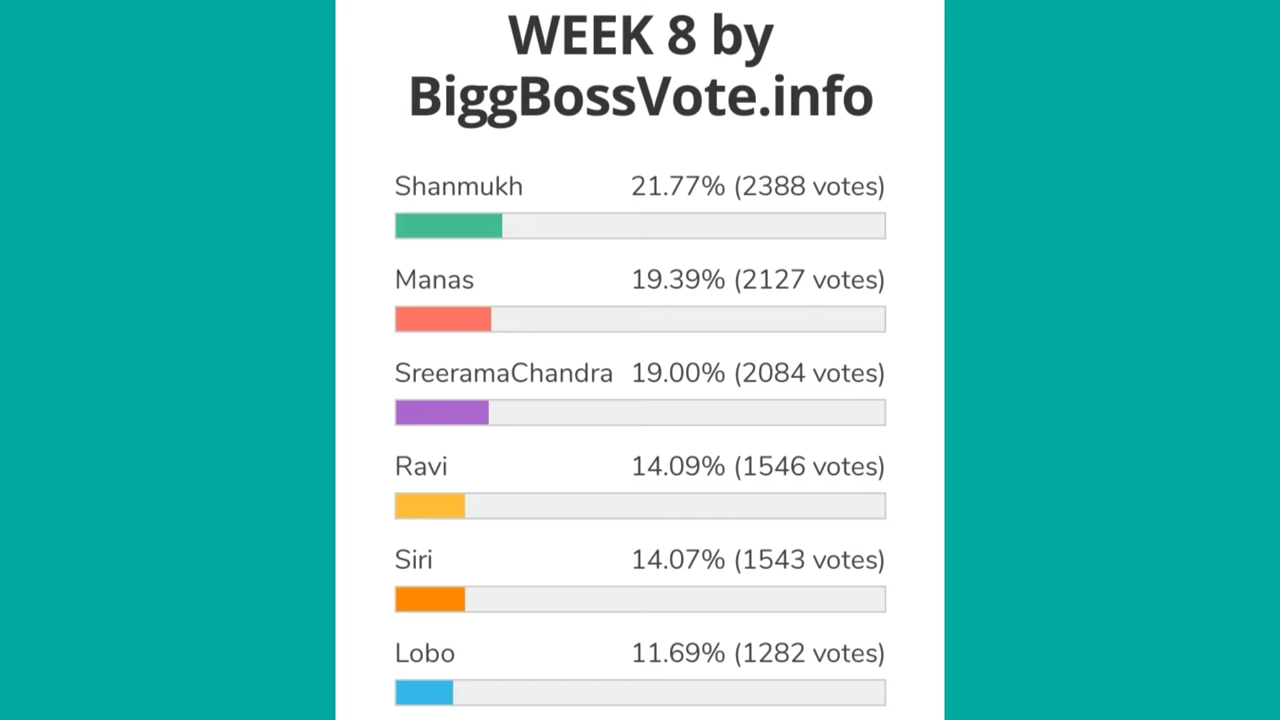 WEEK 8 by
BiggBossVote.info
Shanmukh 21.77% (2388 votes)
Manas 19.39% (2127 votes)
SreeramaChandra 19.00% (2084 votes)
Ravi 14.09% (1546 votes)
Siri 14.07% (1543 votes)
Lobo 11.69% (1282 votes)